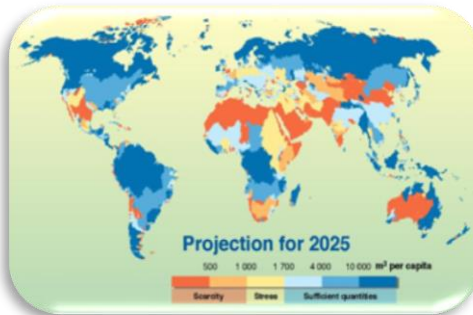 Projection for 2025
500 1 000 1 700 4 000 10 000 m³ per capita
Scarcity Stress Sufficient quantities